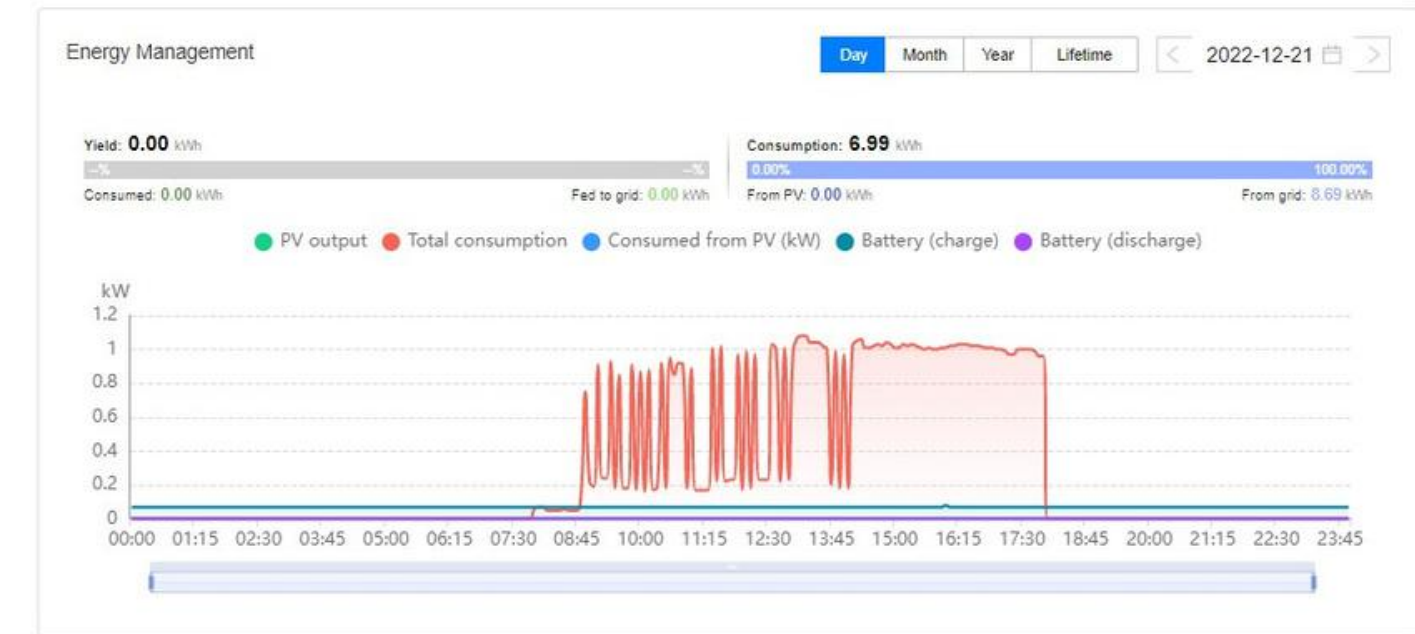 Energy Management
Day Month Year Lifetime < 2022-12-21 >
Yield: 0.00 kWh
--% --%
Consumed: 0.00 kWh Fed to grid: 0.00 kWh
Consumption: 6.99 kWh
0.00% 100.00%
From PV: 0.00 kWh From grid: 8.69 kWh
PV output Total consumption Consumed from PV (kW) Battery (charge) Battery (discharge)
kW
1.2
1
0.8
0.6
0.4
0.2
0
00:00 01:15 02:30 03:45 05:00 06:15 07:30 08:45 10:00 11:15 12:30 13:45 15:00 16:15 17:30 18:45 20:00 21:15 22:30 23:45